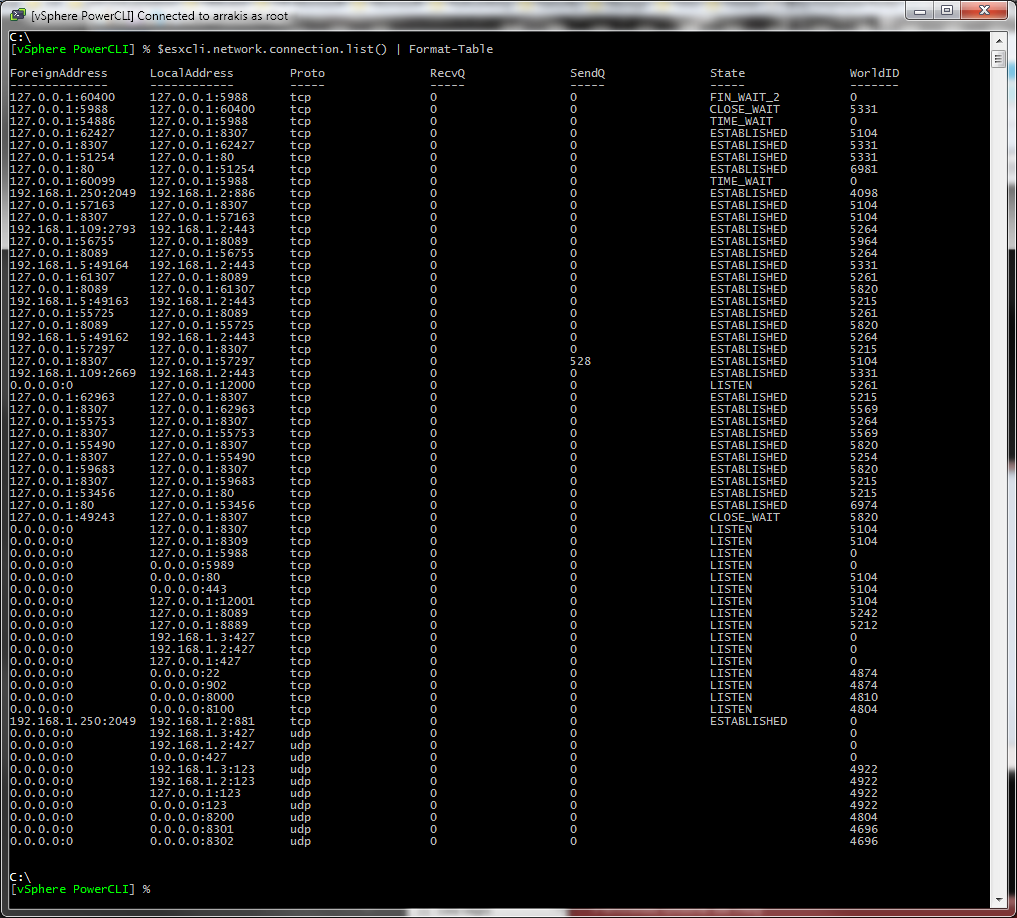 [vSphere PowerCLI] Connected to arrakis as root
C:\
[vSphere PowerCLI] % $esxcli.network.connection.list() | Format-Table
ForeignAddress LocalAddress Proto RecvQ SendQ State WorldID
-------------- ------------ ----- ----- ----- ----- -------
127.0.0.1:60400 127.0.0.1:5988 tcp 0 0 FIN_WAIT_2 0
127.0.0.1:5988 127.0.0.1:60400 tcp 0 0 CLOSE_WAIT 5331
127.0.0.1:54886 127.0.0.1:5988 tcp 0 0 TIME_WAIT 0
127.0.0.1:62427 127.0.0.1:8307 tcp 0 0 ESTABLISHED 5104
127.0.0.1:8307 127.0.0.1:62427 tcp 0 0 ESTABLISHED 5331
127.0.0.1:51254 127.0.0.1:80 tcp 0 0 ESTABLISHED 5331
127.0.0.1:80 127.0.0.1:51254 tcp 0 0 ESTABLISHED 6981
127.0.0.1:60099 127.0.0.1:5988 tcp 0 0 TIME_WAIT 0
192.168.1.250:2049 192.168.1.2:886 tcp 0 0 ESTABLISHED 4098
127.0.0.1:57163 127.0.0.1:8307 tcp 0 0 ESTABLISHED 5104
127.0.0.1:8307 127.0.0.1:57163 tcp 0 0 ESTABLISHED 5104
192.168.1.109:2793 192.168.1.2:443 tcp 0 0 ESTABLISHED 5264
127.0.0.1:56755 127.0.0.1:8089 tcp 0 0 ESTABLISHED 5964
127.0.0.1:8089 127.0.0.1:56755 tcp 0 0 ESTABLISHED 5264
192.168.1.5:49164 192.168.1.2:443 tcp 0 0 ESTABLISHED 5331
127.0.0.1:61307 127.0.0.1:8089 tcp 0 0 ESTABLISHED 5261
127.0.0.1:8089 127.0.0.1:61307 tcp 0 0 ESTABLISHED 5820
192.168.1.5:49163 192.168.1.2:443 tcp 0 0 ESTABLISHED 5215
127.0.0.1:55725 127.0.0.1:8089 tcp 0 0 ESTABLISHED 5261
127.0.0.1:8089 127.0.0.1:55725 tcp 0 0 ESTABLISHED 5820
192.168.1.5:49162 192.168.1.2:443 tcp 0 0 ESTABLISHED 5264
127.0.0.1:57297 127.0.0.1:8307 tcp 0 0 ESTABLISHED 5215
127.0.0.1:8307 127.0.0.1:57297 tcp 0 528 ESTABLISHED 5104
192.168.1.109:2669 192.168.1.2:443 tcp 0 0 ESTABLISHED 5331
0.0.0.0:0 127.0.0.1:12000 tcp 0 0 LISTEN 5261
127.0.0.1:62963 127.0.0.1:8307 tcp 0 0 ESTABLISHED 5215
127.0.0.1:8307 127.0.0.1:62963 tcp 0 0 ESTABLISHED 5569
127.0.0.1:55753 127.0.0.1:8307 tcp 0 0 ESTABLISHED 5264
127.0.0.1:8307 127.0.0.1:55753 tcp 0 0 ESTABLISHED 5569
127.0.0.1:55490 127.0.0.1:8307 tcp 0 0 ESTABLISHED 5820
127.0.0.1:8307 127.0.0.1:55490 tcp 0 0 ESTABLISHED 5254
127.0.0.1:59683 127.0.0.1:8307 tcp 0 0 ESTABLISHED 5820
127.0.0.1:8307 127.0.0.1:59683 tcp 0 0 ESTABLISHED 5215
127.0.0.1:53456 127.0.0.1:80 tcp 0 0 ESTABLISHED 5215
127.0.0.1:80 127.0.0.1:53456 tcp 0 0 ESTABLISHED 6974
127.0.0.1:49243 127.0.0.1:8307 tcp 0 0 CLOSE_WAIT 5820
0.0.0.0:0 127.0.0.1:8307 tcp 0 0 LISTEN 5104
0.0.0.0:0 127.0.0.1:8309 tcp 0 0 LISTEN 5104
0.0.0.0:0 127.0.0.1:5988 tcp 0 0 LISTEN 0
0.0.0.0:0 0.0.0.0:5989 tcp 0 0 LISTEN 0
0.0.0.0:0 0.0.0.0:80 tcp 0 0 LISTEN 5104
0.0.0.0:0 0.0.0.0:443 tcp 0 0 LISTEN 5104
0.0.0.0:0 127.0.0.1:12001 tcp 0 0 LISTEN 5104
0.0.0.0:0 127.0.0.1:8089 tcp 0 0 LISTEN 5242
0.0.0.0:0 127.0.0.1:8889 tcp 0 0 LISTEN 5212
0.0.0.0:0 192.168.1.3:427 tcp 0 0 LISTEN 0
0.0.0.0:0 192.168.1.2:427 tcp 0 0 LISTEN 0
0.0.0.0:0 127.0.0.1:427 tcp 0 0 LISTEN 0
0.0.0.0:0 0.0.0.0:22 tcp 0 0 LISTEN 4874
0.0.0.0:0 0.0.0.0:902 tcp 0 0 LISTEN 4874
0.0.0.0:0 0.0.0.0:8000 tcp 0 0 LISTEN 4810
0.0.0.0:0 0.0.0.0:8100 tcp 0 0 LISTEN 4804
192.168.1.250:2049 192.168.1.2:881 tcp 0 0 ESTABLISHED 0
0.0.0.0:0 192.168.1.3:427 udp 0 0 0
0.0.0.0:0 192.168.1.2:427 udp 0 0 0
0.0.0.0:0 0.0.0.0:427 udp 0 0 0
0.0.0.0:0 192.168.1.3:123 udp 0 0 4922
0.0.0.0:0 192.168.1.2:123 udp 0 0 4922
0.0.0.0:0 127.0.0.1:123 udp 0 0 4922
0.0.0.0:0 0.0.0.0:123 udp 0 0 4922
0.0.0.0:0 0.0.0.0:8200 udp 0 0 4804
0.0.0.0:0 0.0.0.0:8301 udp 0 0 4696
0.0.0.0:0 0.0.0.0:8302 udp 0 0 4696
C:\
[vSphere PowerCLI] %